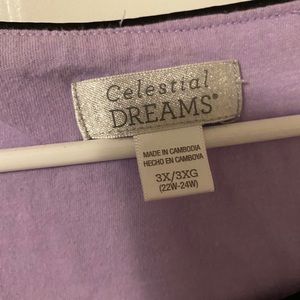 Celestial
DREAMS®
MADE IN CAMBODIA
HECHO EN CAMBOYA
3X/3XG
(22W-24W)